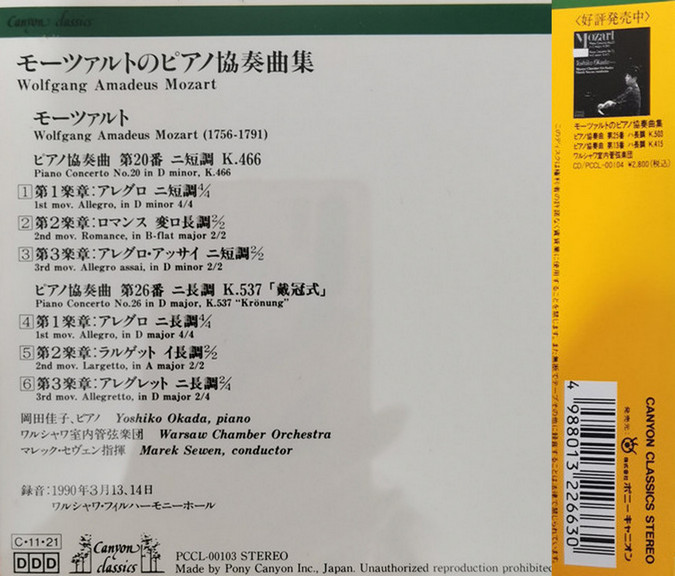 Canyon classics
モーツァルトのピアノ協奏曲集
Wolfgang Amadeus Mozart
モーツァルト
Wolfgang Amadeus Mozart (1756-1791)
ピアノ協奏曲 第20番 ニ短調 K.466
Piano Concerto No.20 in D minor, K.466
1 第1楽章:アレグロ ニ短調4/4
1st mov. Allegro, in D minor 4/4
2 第2楽章:ロマンス 変ロ長調2/2
2nd mov. Romance, in B-flat major 2/2
3 第3楽章:アレグロ・アッサイ ニ短調2/2
3rd mov. Allegro assai, in D minor 2/2
ピアノ協奏曲 第26番 ニ長調 K.537「戴冠式」
Piano Concerto No.26 in D major, K.537 "Krönung"
4 第1楽章:アレグロ ニ長調4/4
1st mov. Allegro, in D major 4/4
5 第2楽章:ラルゲット イ長調2/2
2nd mov. Largetto, in A major 2/2
6 第3楽章:アレグレット ニ長調2/4
3rd mov. Allegretto, in D major 2/4
岡田佳子、ピアノ Yoshiko Okada, piano
ワルシャワ室内管弦楽団 Warsaw Chamber Orchestra
マレック・セヴェン指揮 Marek Sewen, conductor
録音:1990年3月13、14日
ワルシャワ・フィルハーモニーホール
C・11・21
DDD
Canyon classics
PCCL-00103 STEREO
Made by Pony Canyon Inc., Japan. Unauthorized reproduction prohibited
〈好評発売中〉
Mozart
Yoshiko Okada
モーツァルトのピアノ協奏曲集
ピアノ協奏曲 第25番 ハ長調 K.503
ピアノ協奏曲 第13番 ハ長調 K.415
ワルシャワ室内管弦楽団
CD/PCCL-00104 ¥2,800(税込)
CANYON CLASSICS STEREO
発売元:株式会社 ポニーキャニオン
4 988013 226630